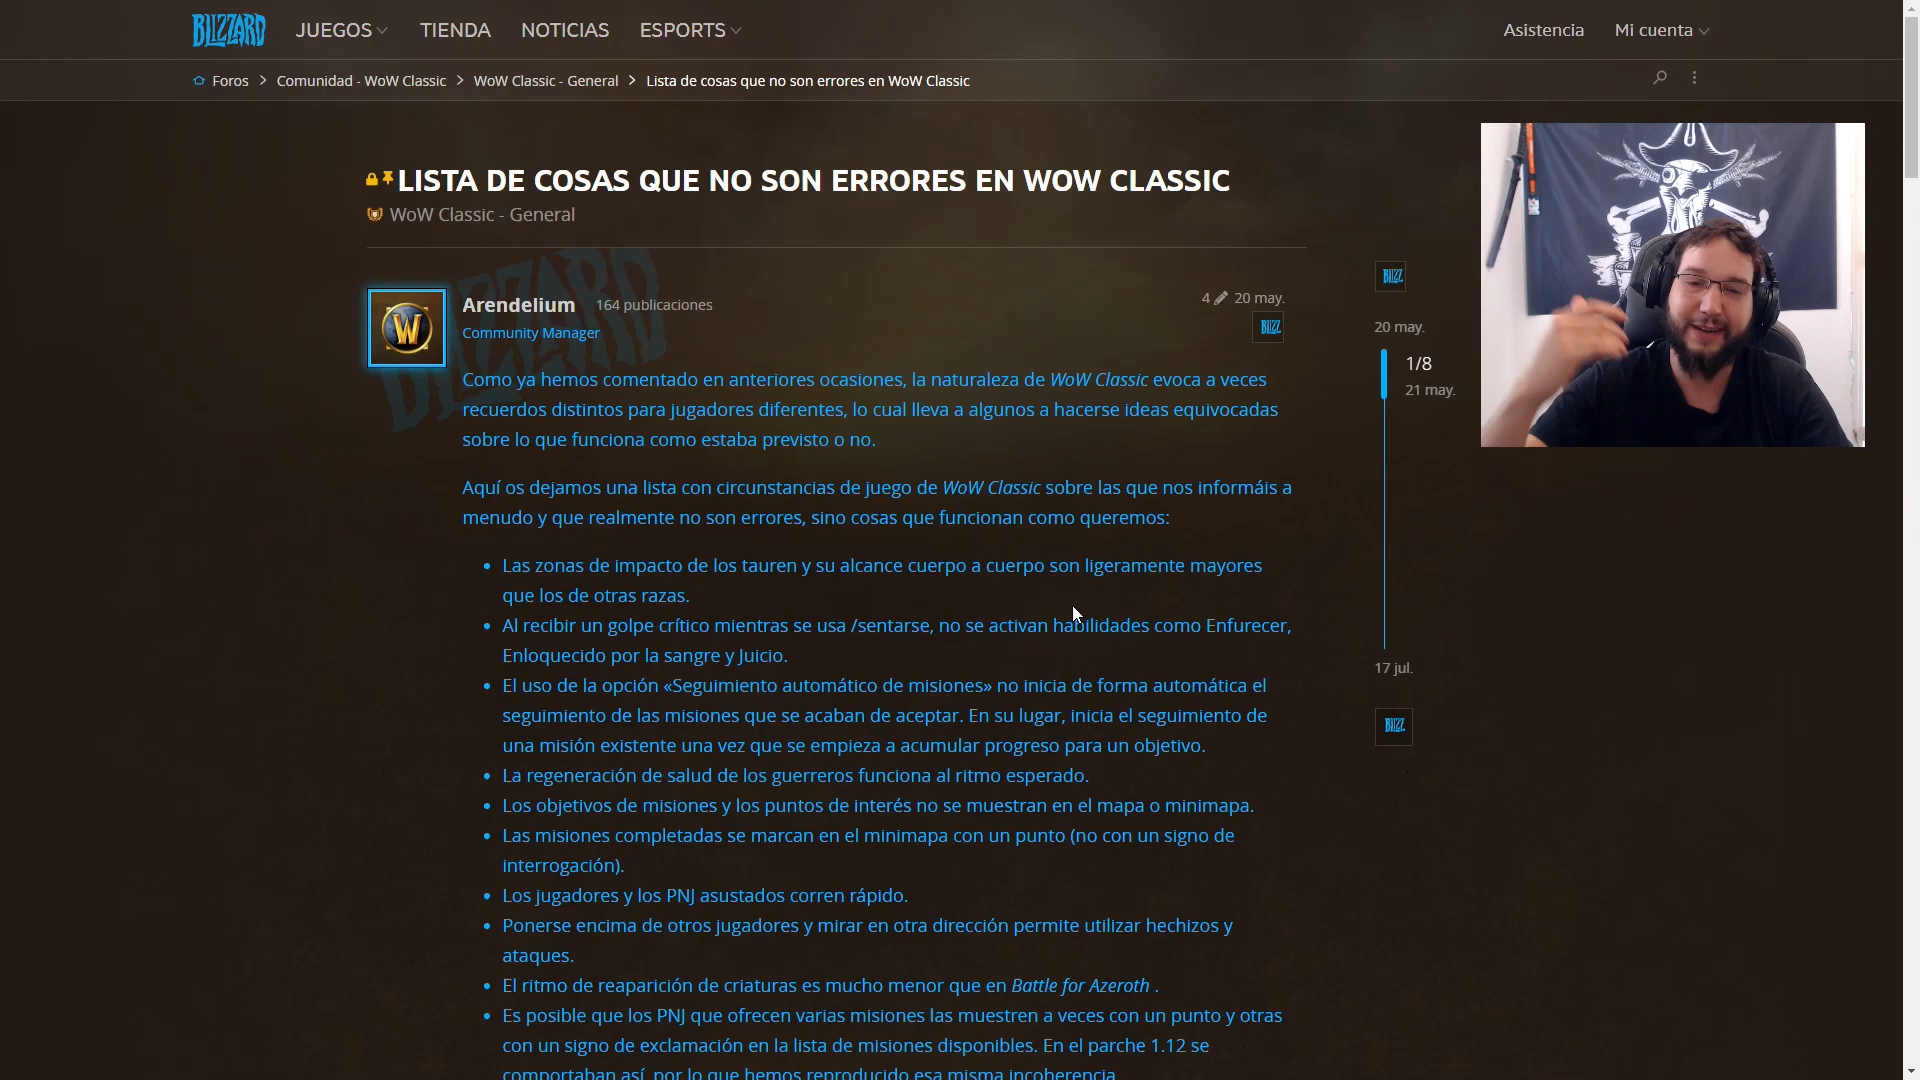 BLIZZARD JUEGOS TIENDA NOTICIAS ESPORTS Asistencia Mi cuenta
Foros > Comunidad - WoW Classic > WoW Classic - General > Lista de cosas que no son errores en WoW Classic
LISTA DE COSAS QUE NO SON ERRORES EN WOW CLASSIC
WoW Classic - General
BLIZZARD
W
Arendelium 164 publicaciones
4 20 may.
Community Manager
BLIZZ
Como ya hemos comentado en anteriores ocasiones, la naturaleza de WoW Classic evoca a veces
recuerdos distintos para jugadores diferentes, lo cual lleva a algunos a hacerse ideas equivocadas
sobre lo que funciona como estaba previsto o no.
Aquí os dejamos una lista con circunstancias de juego de WoW Classic sobre las que nos informáis a
menudo y que realmente no son errores, sino cosas que funcionan como queremos:
• Las zonas de impacto de los tauren y su alcance cuerpo a cuerpo son ligeramente mayores
que los de otras razas.
• Al recibir un golpe crítico mientras se usa /sentarse, no se activan habilidades como Enfurecer,
Enloquecido por la sangre y Juicio.
• El uso de la opción «Seguimiento automático de misiones» no inicia de forma automática el
seguimiento de las misiones que se acaban de aceptar. En su lugar, inicia el seguimiento de
una misión existente una vez que se empieza a acumular progreso para un objetivo.
• La regeneración de salud de los guerreros funciona al ritmo esperado.
• Los objetivos de misiones y los puntos de interés no se muestran en el mapa o minimapa.
• Las misiones completadas se marcan en el minimapa con un punto (no con un signo de
interrogación).
• Los jugadores y los PNJ asustados corren rápido.
• Ponerse encima de otros jugadores y mirar en otra dirección permite utilizar hechizos y
ataques.
• El ritmo de reaparición de criaturas es mucho menor que en Battle for Azeroth .
• Es posible que los PNJ que ofrecen varias misiones las muestren a veces con un punto y otras
con un signo de exclamación en la lista de misiones disponibles. En el parche 1.12 se
comportaban así, por lo que hemos reproducido esa misma incoherencia.
BLIZZ
20 may.
1/8
21 may.
17 jul.
BLIZZ